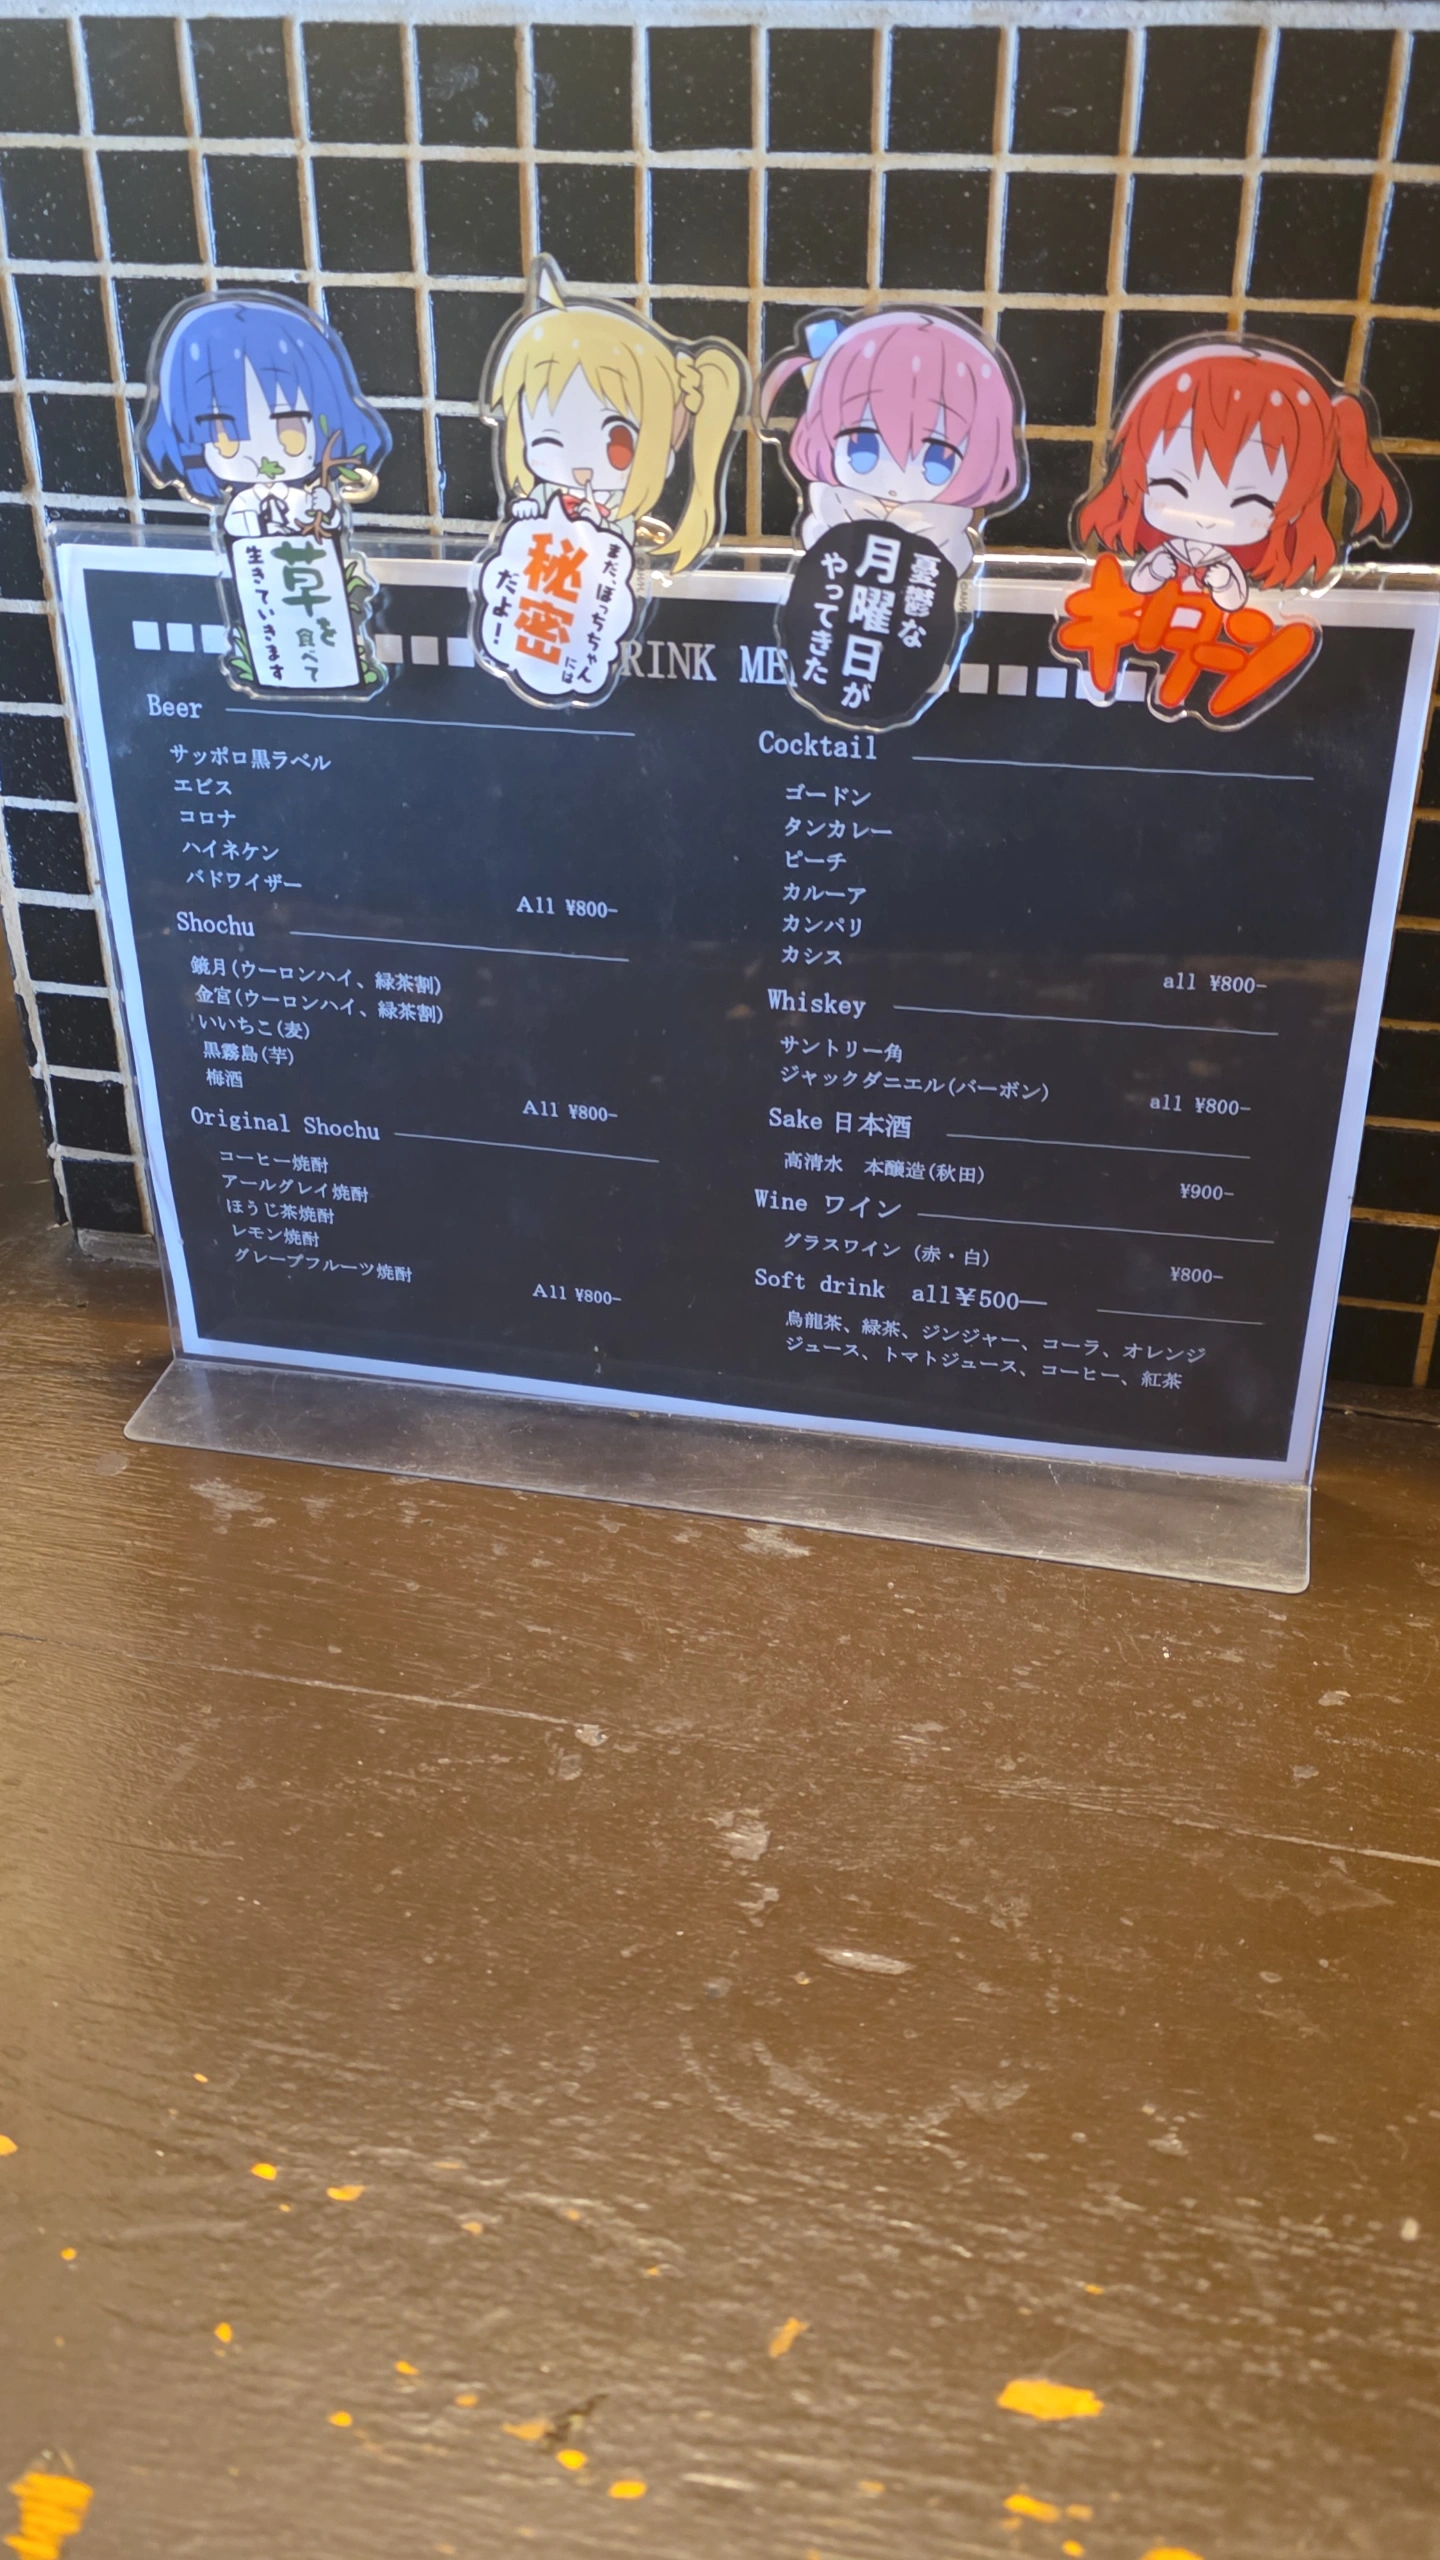 草を
食べて
生きていきます
まだ、ぼっちちゃん
には
秘密
だよ！
憂鬱な
月曜日が
やってきた
キターン
RINK ME
Beer
サッポロ黒ラベル
エビス
コロナ
ハイネケン
バドワイザー
All ¥800-
Shochu
鏡月(ウーロンハイ、緑茶割)
金宮(ウーロンハイ、緑茶割)
いいちこ(麦)
黒霧島(芋)
梅酒
All ¥800-
Original Shochu
コーヒー焼酎
アールグレイ焼酎
ほうじ茶焼酎
レモン焼酎
グレープフルーツ焼酎
All ¥800-
Cocktail
ゴードン
タンカレー
ピーチ
カルーア
カンパリ
カシス
all ¥800-
Whiskey
サントリー角
ジャックダニエル(バーボン)
all ¥800-
Sake 日本酒
高清水　本醸造(秋田)
¥900-
Wine ワイン
グラスワイン (赤・白)
¥800-
Soft drink all￥500―
烏龍茶、緑茶、ジンジャー、コーラ、オレンジ
ジュース、トマトジュース、コーヒー、紅茶